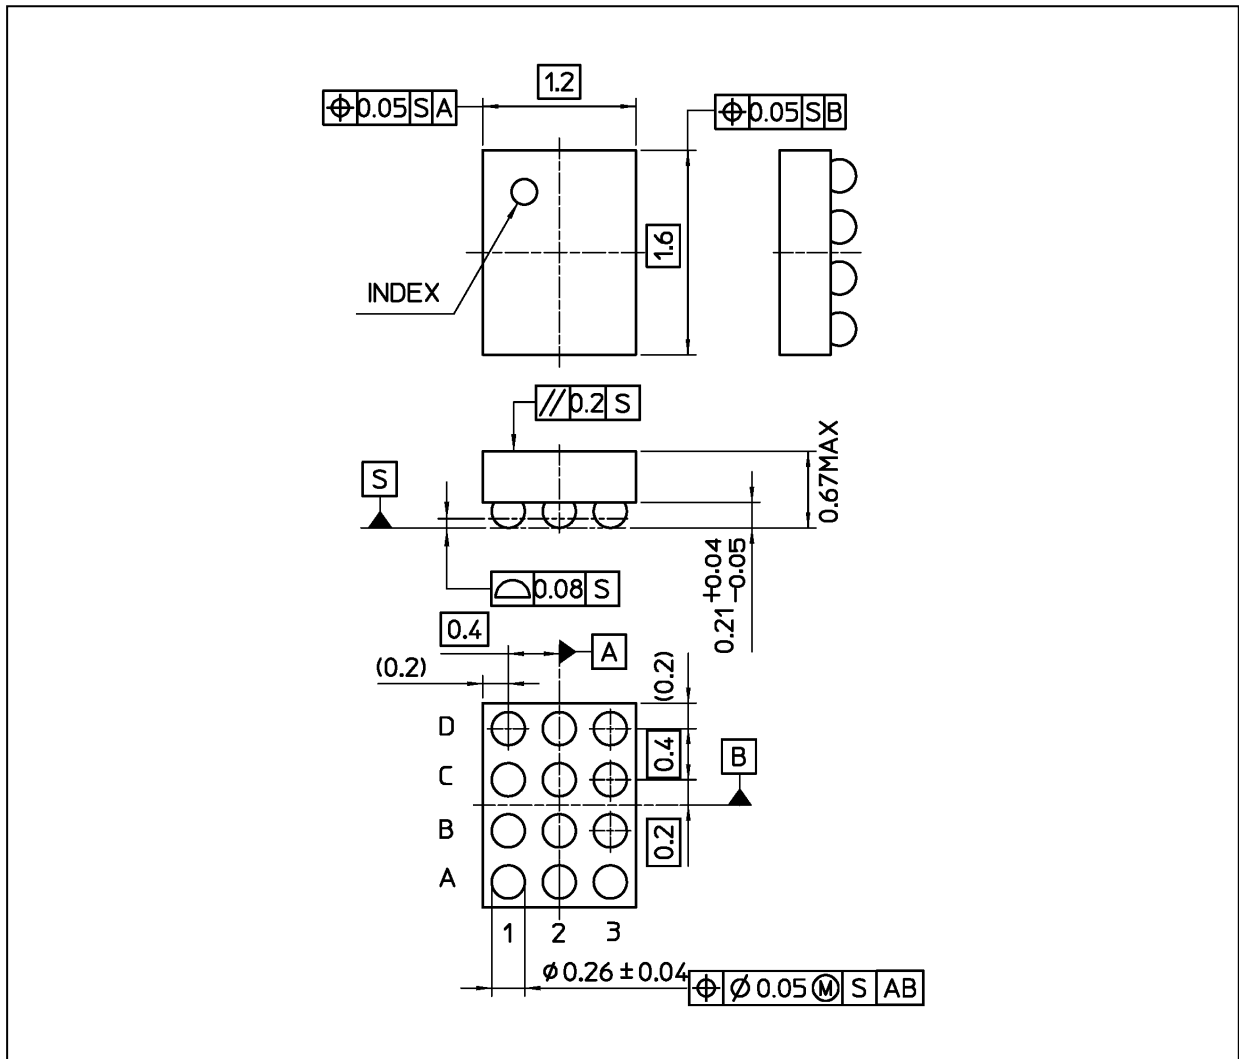 1.2
⌖ 0.05 S A
⌖ 0.05 S B
1.6
INDEX
// 0.2 S
S
0.67MAX
0.21 +0.04 -0.05
⌓ 0.08 S
0.4
A
(0.2)
(0.2)
D
0.4
B
C
B
0.2
A
1 2 3
ø0.26±0.04
⌖ Ø0.05 Ⓜ S AB